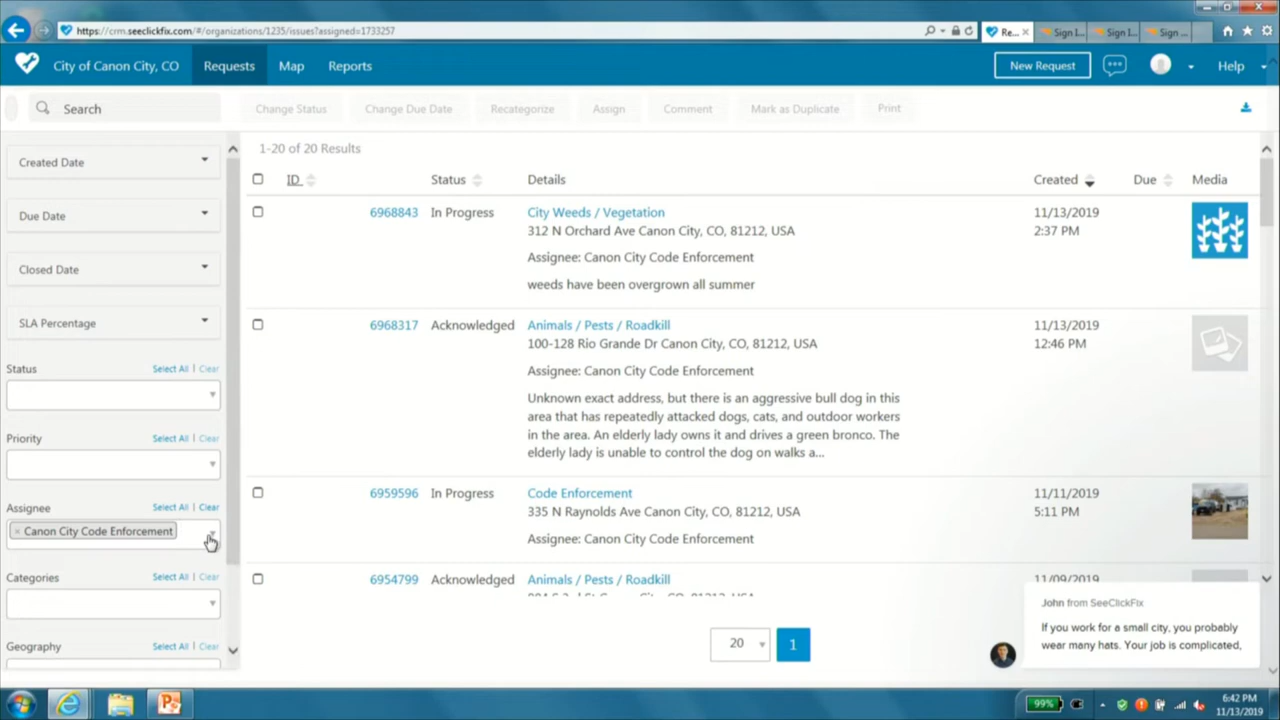 https://crm.seeclickfix.com/#/organizations/1235/issues?assigned=1733257
Re...
Sign I...
Sign I...
Sign ...
City of Canon City, CO
Requests
Map
Reports
New Request
Help
Search
Change Status
Change Due Date
Recategorize
Assign
Comment
Mark as Duplicate
Print
Created Date
Due Date
Closed Date
SLA Percentage
Status
Select All | Clear
Priority
Select All | Clear
Assignee
Select All | Clear
× Canon City Code Enforcement
Categories
Select All | Clear
Geography
Select All | Clear
1-20 of 20 Results
ID
Status
Details
Created
Due
Media
6968843
In Progress
City Weeds / Vegetation
312 N Orchard Ave Canon City, CO, 81212, USA
Assignee: Canon City Code Enforcement
weeds have been overgrown all summer
11/13/2019
2:37 PM
6968317
Acknowledged
Animals / Pests / Roadkill
100-128 Rio Grande Dr Canon City, CO, 81212, USA
Assignee: Canon City Code Enforcement
Unknown exact address, but there is an aggressive bull dog in this
area that has repeatedly attacked dogs, cats, and outdoor workers
in the area. An elderly lady owns it and drives a green bronco. The
elderly lady is unable to control the dog on walks a...
11/13/2019
12:46 PM
6959596
In Progress
Code Enforcement
335 N Raynolds Ave Canon City, CO, 81212, USA
Assignee: Canon City Code Enforcement
11/11/2019
5:11 PM
6954799
Acknowledged
Animals / Pests / Roadkill
11/09/2019
20
1
John from SeeClickFix
If you work for a small city, you probably
wear many hats. Your job is complicated,
99%
6:42 PM
11/13/2019